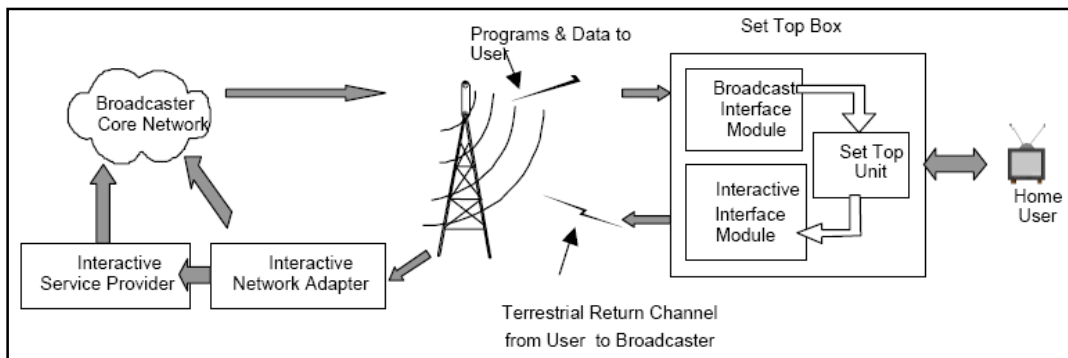 Programs & Data to
User
Set Top Box
Broadcaster
Core Network
Broadcast
Interface
Module
Set Top
Unit
Interactive
Interface
Module
Home
User
Interactive
Service Provider
Interactive
Network Adapter
Terrestrial Return Channel
from User to Broadcaster